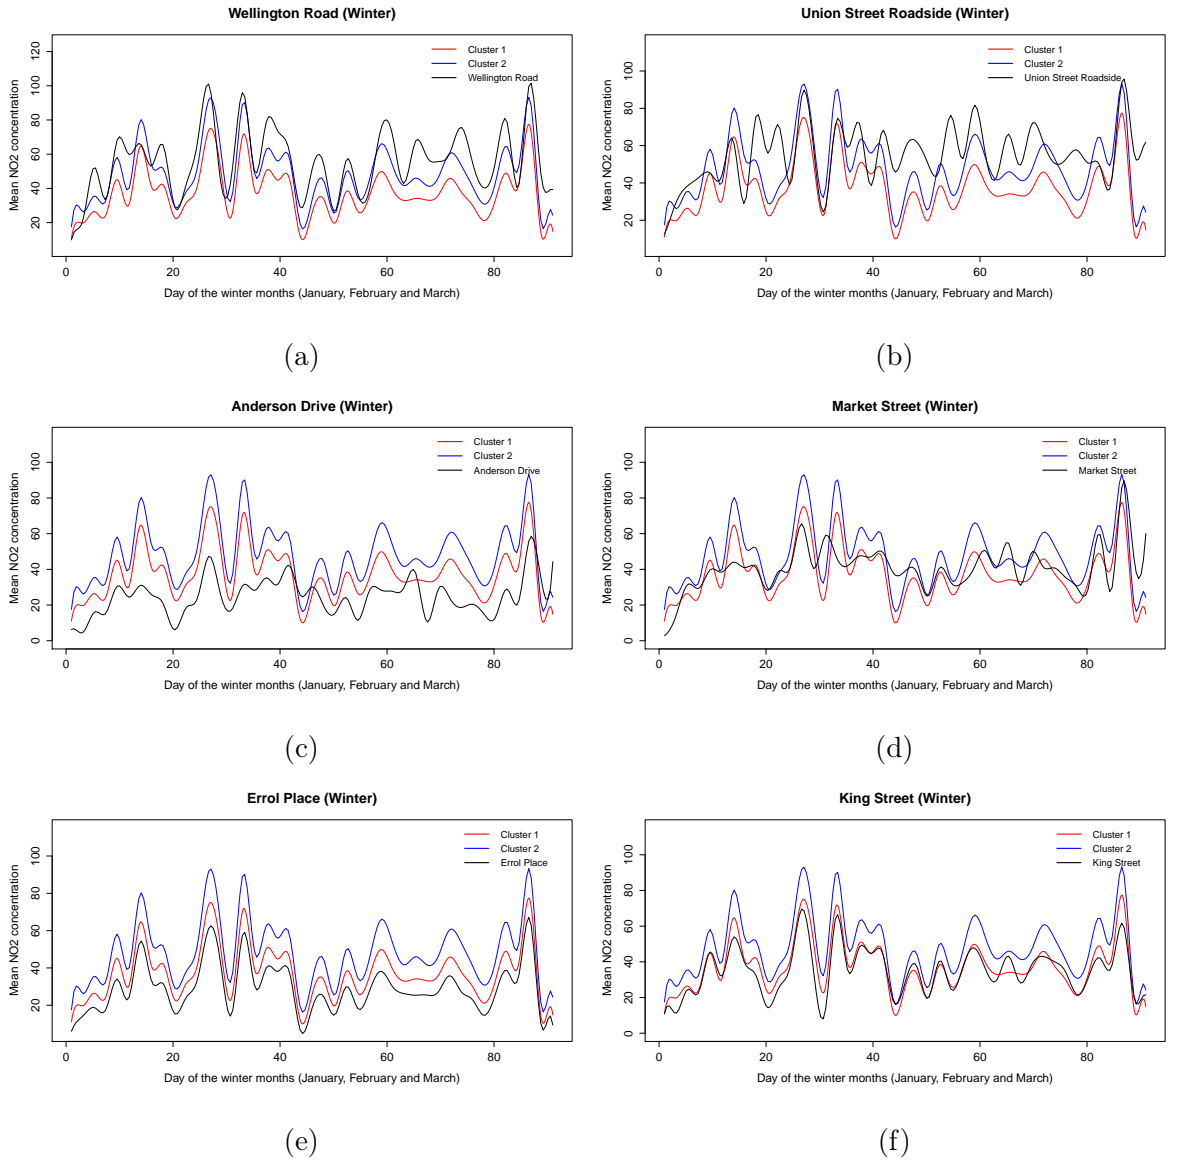 Wellington Road (Winter)
Mean NO2 concentration
120
100
80
60
40
20
Cluster 1
Cluster 2
Wellington Road
0 20 40 60 80
Day of the winter months (January, February and March)
(a)
Union Street Roadside (Winter)
Mean NO2 concentration
100
80
60
40
20
Cluster 1
Cluster 2
Union Street Roadside
0 20 40 60 80
Day of the winter months (January, February and March)
(b)
Anderson Drive (Winter)
Mean NO2 concentration
100
80
60
40
20
0
Cluster 1
Cluster 2
Anderson Drive
0 20 40 60 80
Day of the winter months (January, February and March)
(c)
Market Street (Winter)
Mean NO2 concentration
100
80
60
40
20
0
Cluster 1
Cluster 2
Market Street
0 20 40 60 80
Day of the winter months (January, February and March)
(d)
Errol Place (Winter)
Mean NO2 concentration
100
80
60
40
20
Cluster 1
Cluster 2
Errol Place
0 20 40 60 80
Day of the winter months (January, February and March)
(e)
King Street (Winter)
Mean NO2 concentration
100
80
60
40
20
0
Cluster 1
Cluster 2
King Street
0 20 40 60 80
Day of the winter months (January, February and March)
(f)